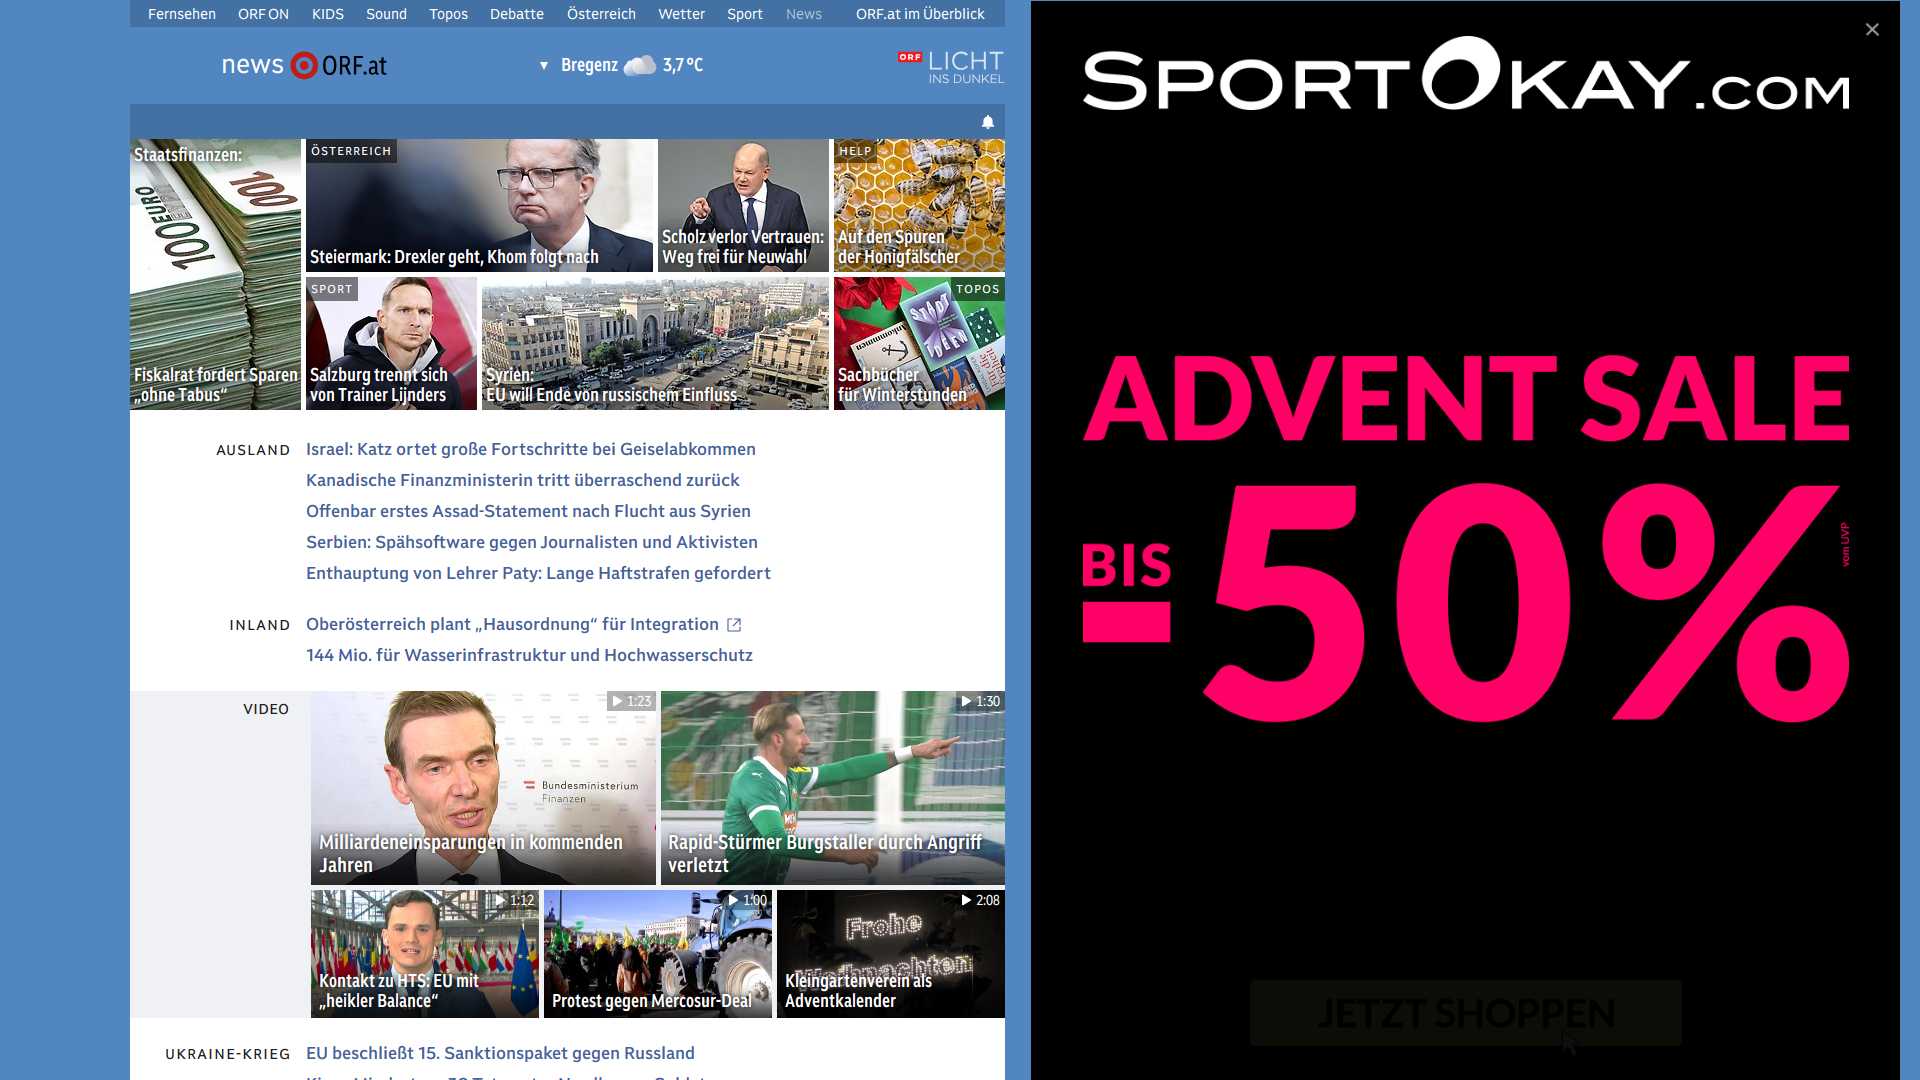 Fernsehen ORF ON KIDS Sound Topos Debatte Österreich Wetter Sport News ORF.at im Überblick
news ORF.at
▼ Bregenz 3,7 °C
ORF LICHT
INS DUNKEL
Staatsfinanzen:
Fiskalrat fordert Sparen
„ohne Tabus“
ÖSTERREICH
Steiermark: Drexler geht, Khom folgt nach
Scholz verlor Vertrauen:
Weg frei für Neuwahl
HELP
Auf den Spuren
der Honigfälscher
SPORT
Salzburg trennt sich
von Trainer Lijnders
Syrien:
EU will Ende von russischem Einfluss
TOPOS
STADT
IDEEN
Ankommen
Sachbücher
für Winterstunden
AUSLAND
Israel: Katz ortet große Fortschritte bei Geiselabkommen
Kanadische Finanzministerin tritt überraschend zurück
Offenbar erstes Assad-Statement nach Flucht aus Syrien
Serbien: Spähsoftware gegen Journalisten und Aktivisten
Enthauptung von Lehrer Paty: Lange Haftstrafen gefordert
INLAND
Oberösterreich plant „Hausordnung“ für Integration
144 Mio. für Wasserinfrastruktur und Hochwasserschutz
VIDEO
1:23
Bundesministerium
Finanzen
Milliardeneinsparungen in kommenden
Jahren
1:30
Rapid-Stürmer Burgstaller durch Angriff
verletzt
1:12
Kontakt zu HTS: EU mit
„heikler Balance“
1:00
Protest gegen Mercosur-Deal
2:08
Frohe
Weihnachten
Kleingartenverein als
Adventkalender
UKRAINE-KRIEG
EU beschließt 15. Sanktionspaket gegen Russland
SPORTOKAY.COM
ADVENT SALE
BIS
-50%
vom UVP
JETZT SHOPPEN